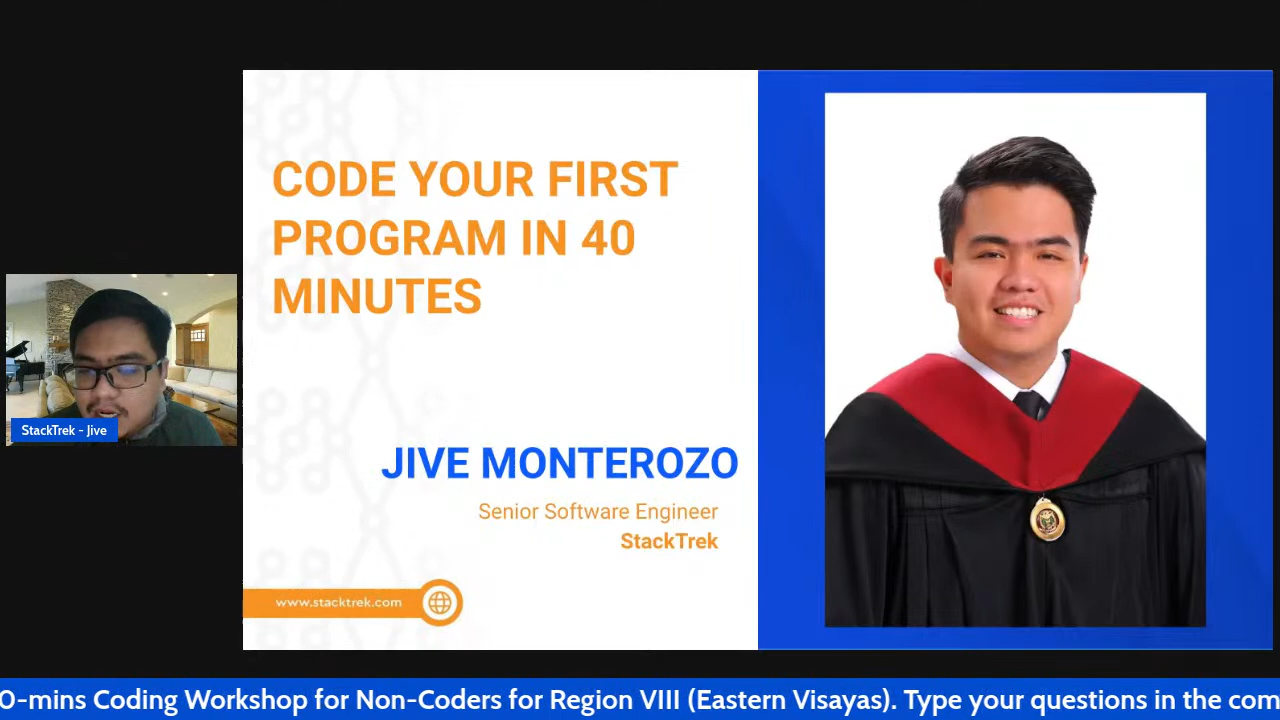 CODE YOUR FIRST
PROGRAM IN 40
MINUTES
JIVE MONTEROZO
Senior Software Engineer
StackTrek
www.stacktrek.com
StackTrek - Jive
0-mins Coding Workshop for Non-Coders for Region VIII (Eastern Visayas). Type your questions in the com